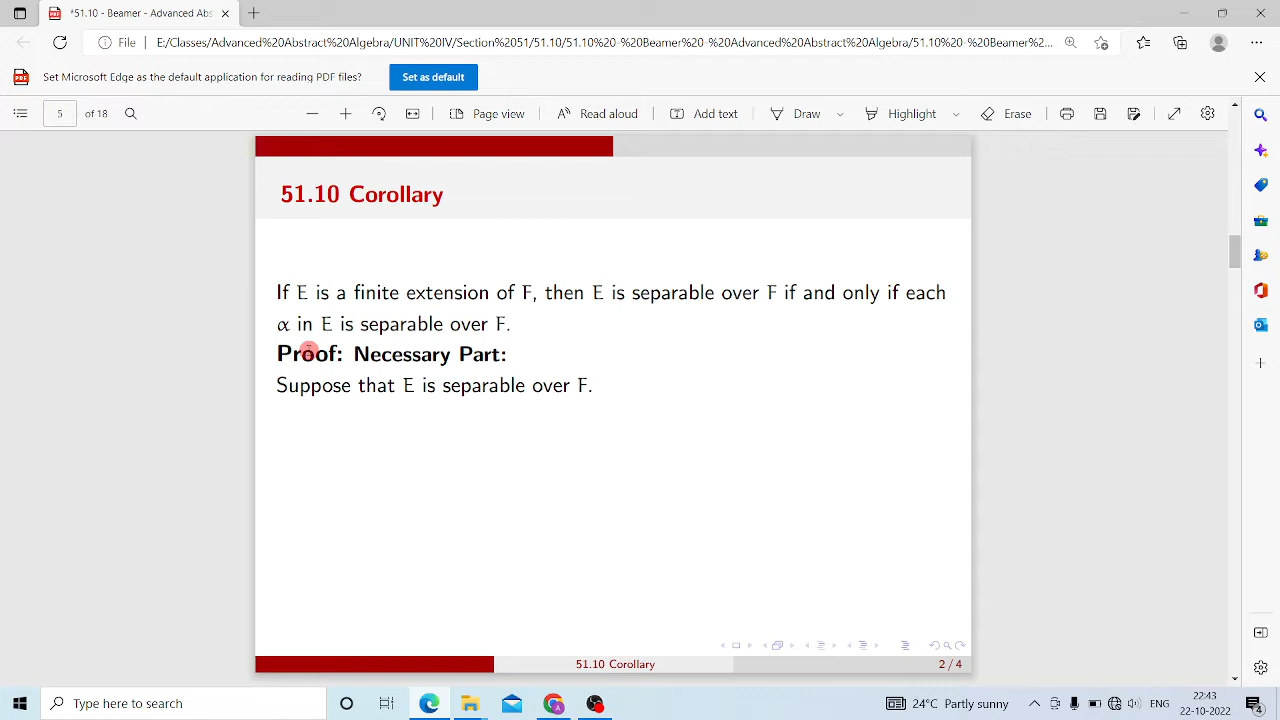 *51.10 - Beamer - Advanced Abs
File
E:/Classes/Advanced%20Abstract%20Algebra/UNIT%20IV/Section%2051/51.10/51.10%20-%20Beamer%20-%20Advanced%20Abstract%20Algebra/51.10%20-%20Beamer%2...
Set Microsoft Edge as the default application for reading PDF files?
Set as default
5 of 18
Page view
Read aloud
Add text
Draw
Highlight
Erase
51.10 Corollary
If E is a finite extension of F, then E is separable over F if and only if each
α in E is separable over F.
Proof: Necessary Part:
Suppose that E is separable over F.
51.10 Corollary
2 / 4
Type here to search
24°C Partly sunny
ENG
22:43
22-10-2022
4